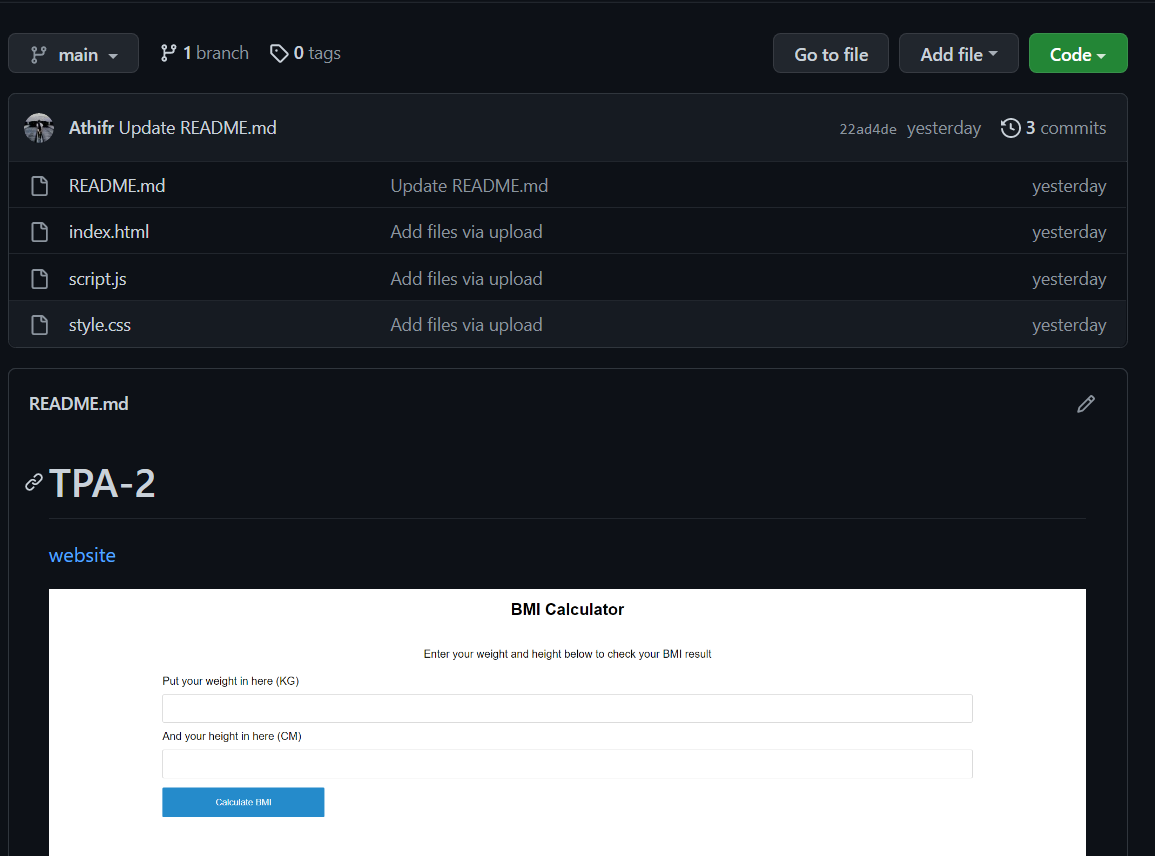 main 1 branch 0 tags Go to file Add file Code
Athifr Update README.md 22ad4de yesterday 3 commits
README.md Update README.md yesterday
index.html Add files via upload yesterday
script.js Add files via upload yesterday
style.css Add files via upload yesterday
README.md
TPA-2
website
BMI Calculator
Enter your weight and height below to check your BMI result
Put your weight in here (KG)
And your height in here (CM)
Calculate BMI